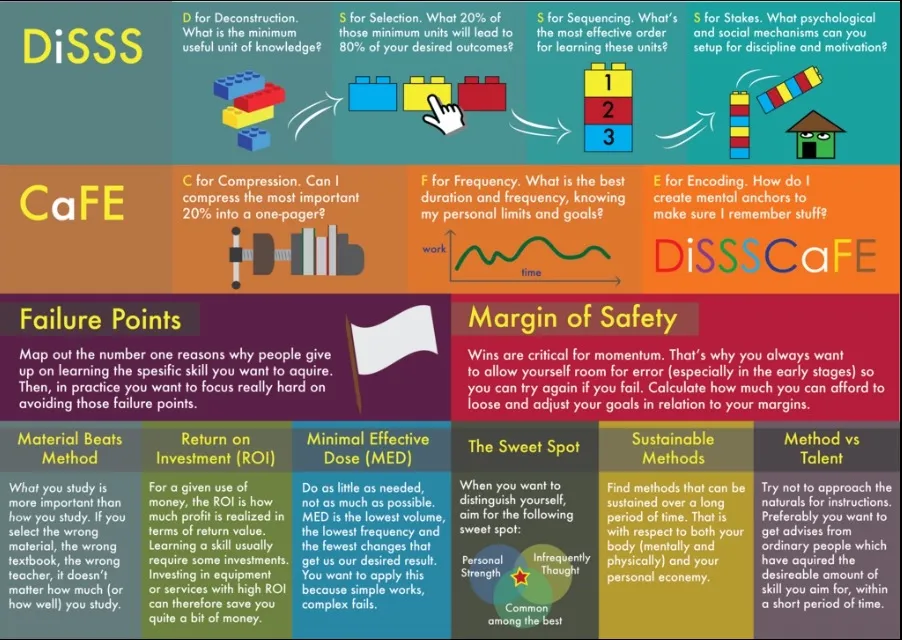 DiSSS
D for Deconstruction.
What is the minimum
useful unit of knowledge?
S for Selection. What 20% of
those minimum units will lead to
80% of your desired outcomes?
S for Sequencing. What's
the most effective order
for learning these units?
S for Stakes. What psychological
and social mechanisms can you
setup for discipline and motivation?
1
2
3
CaFE
C for Compression. Can I
compress the most important
20% into a one-pager?
F for Frequency. What is the best
duration and frequency, knowing
my personal limits and goals?
work
time
E for Encoding. How do I
create mental anchors to
make sure I remember stuff?
DiSSSCaFE
Failure Points
Map out the number one reasons why people give
up on learning the spesific skill you want to aquire.
Then, in practice you want to focus really hard on
avoiding those failure points.
Margin of Safety
Wins are critical for momentum. That's why you always want
to allow yourself room for error (especially in the early stages) so
you can try again if you fail. Calculate how much you can afford to
loose and adjust your goals in relation to your margins.
Material Beats
Method
What you study is
more important than
how you study. If you
select the wrong
material, the wrong
textbook, the wrong
teacher, it doesn't
matter how much (or
how well) you study.
Return on
Investment (ROI)
For a given use of
money, the ROI is how
much profit is realized in
terms of return value.
Learning a skill usually
require some investments.
Investing in equipment
or services with high ROI
can therefore save you
quite a bit of money.
Minimal Effective
Dose (MED)
Do as little as needed,
not as much as possible.
MED is the lowest volume,
the lowest frequency and
the fewest changes that
get us our desired result.
You want to apply this
because simple works,
complex fails.
The Sweet Spot
When you want to
distinguish yourself,
aim for the following
sweet spot:
Personal
Strength
Infrequently
Thought
Common
among the best
Sustainable
Methods
Find methods that can be
sustained over a long
period of time. That is
with respect to both your
body (mentally and
physically) and your
personal economy.
Method vs
Talent
Try not to approach the
naturals for instructions.
Preferably you want to
get advises from
ordinary people which
have aquired the
desireable amount of
skill you aim for, within
a short period of time.